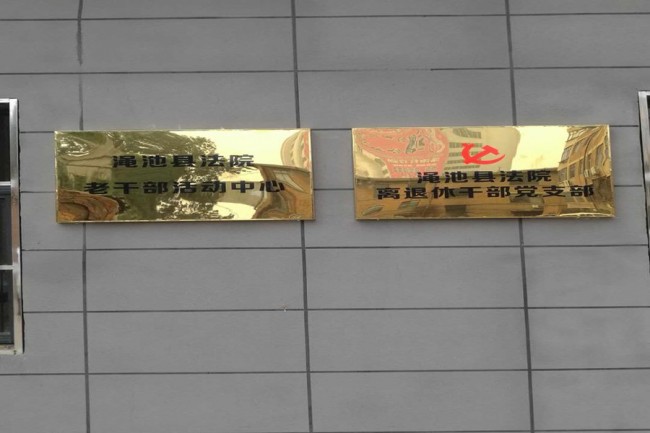 渑池县法院
老干部活动中心
渑池县法院
离退休干部党支部